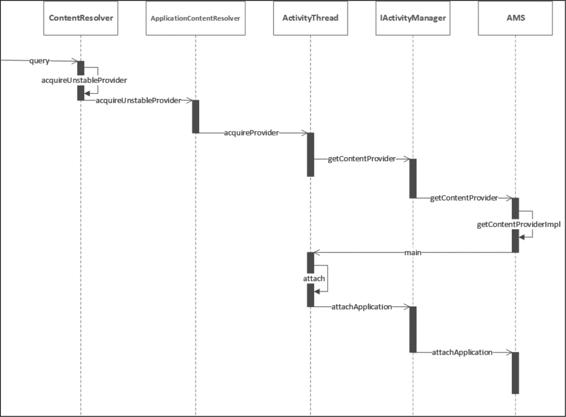 ContentResolver
ApplicationContentResolver
ActivityThread
IActivityManager
AMS
query
acquireUnstableProvider
acquireUnstableProvider
acquireProvider
getContentProvider
getContentProvider
getContentProviderImpl
main
attach
attachApplication
attachApplication